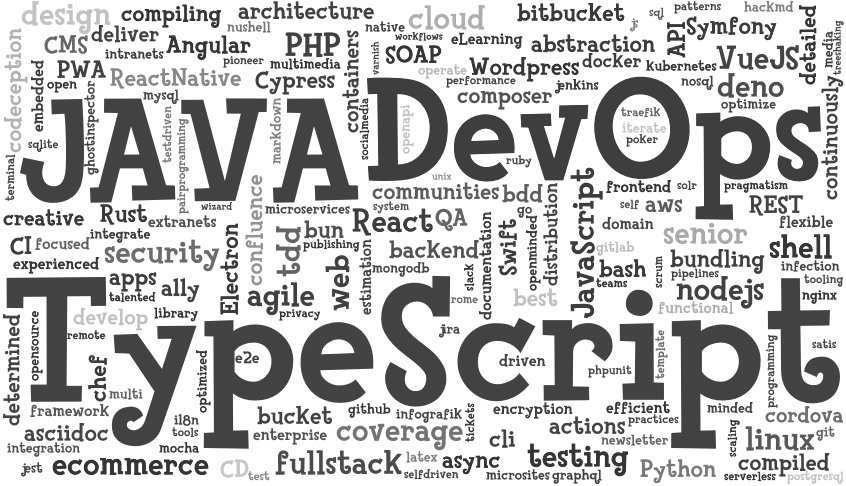 design
compiling
architecture
nushell
native
cloud
bitbucket
sql
js
patterns
hackmd
API
Symfony
detailed
media
treeshaking
codeception
CMS
deliver
intranets
Angular
pioneer
PHP
multimedia
containers
varnish
workflows
SOAP
eLearning
abstraction
docker
Kubernetes
VueJS
embedded
open
PWA
ReactNative
Cypress
operate
Wordpress
performance
jenkins
nosql
deno
optimize
continuously
mysql
ghostinspector
sqlite
terminal
testdriven
pairprogramming
markdown
socialmedia
openapi
composer
traefik
iterate
poker
JAVA
DevOps
ruby
unix
wizard
creative
Rust
extranets
integrate
confluence
microservices
communities
system
bdd
go
frontend
solr
pragmatism
self
aws
REST
flexible
domain
CI
focused
experienced
security
Electron
tdd
bun
publishing
React
QA
backend
documentation
Swift
openminded
distribution
JavaScript
gitlab
senior
bundling
shell
infection
tooling
apps
talented
ally
agile
privacy
web
estimation
mongodb
slack
rome
best
bash
teams
scrum
pipelines
nodejs
functional
nginx
TypeScript
determined
opensource
develop
library
remote
chef
multi
optimized
e2e
jira
driven
phpunit
template
programming
satis
framework
i18n
tools
bucket
github
infografik
tickets
encryption
efficient
practices
minded
cordova
asciidoc
integration
mocha
enterprise
coverage
cli
actions
newsletter
scaling
linux
git
jest
ecommerce
CD
test
fullstack
latex
selfdriven
async
microsites
testing
graphql
Python
serverless
compiled
postgresql